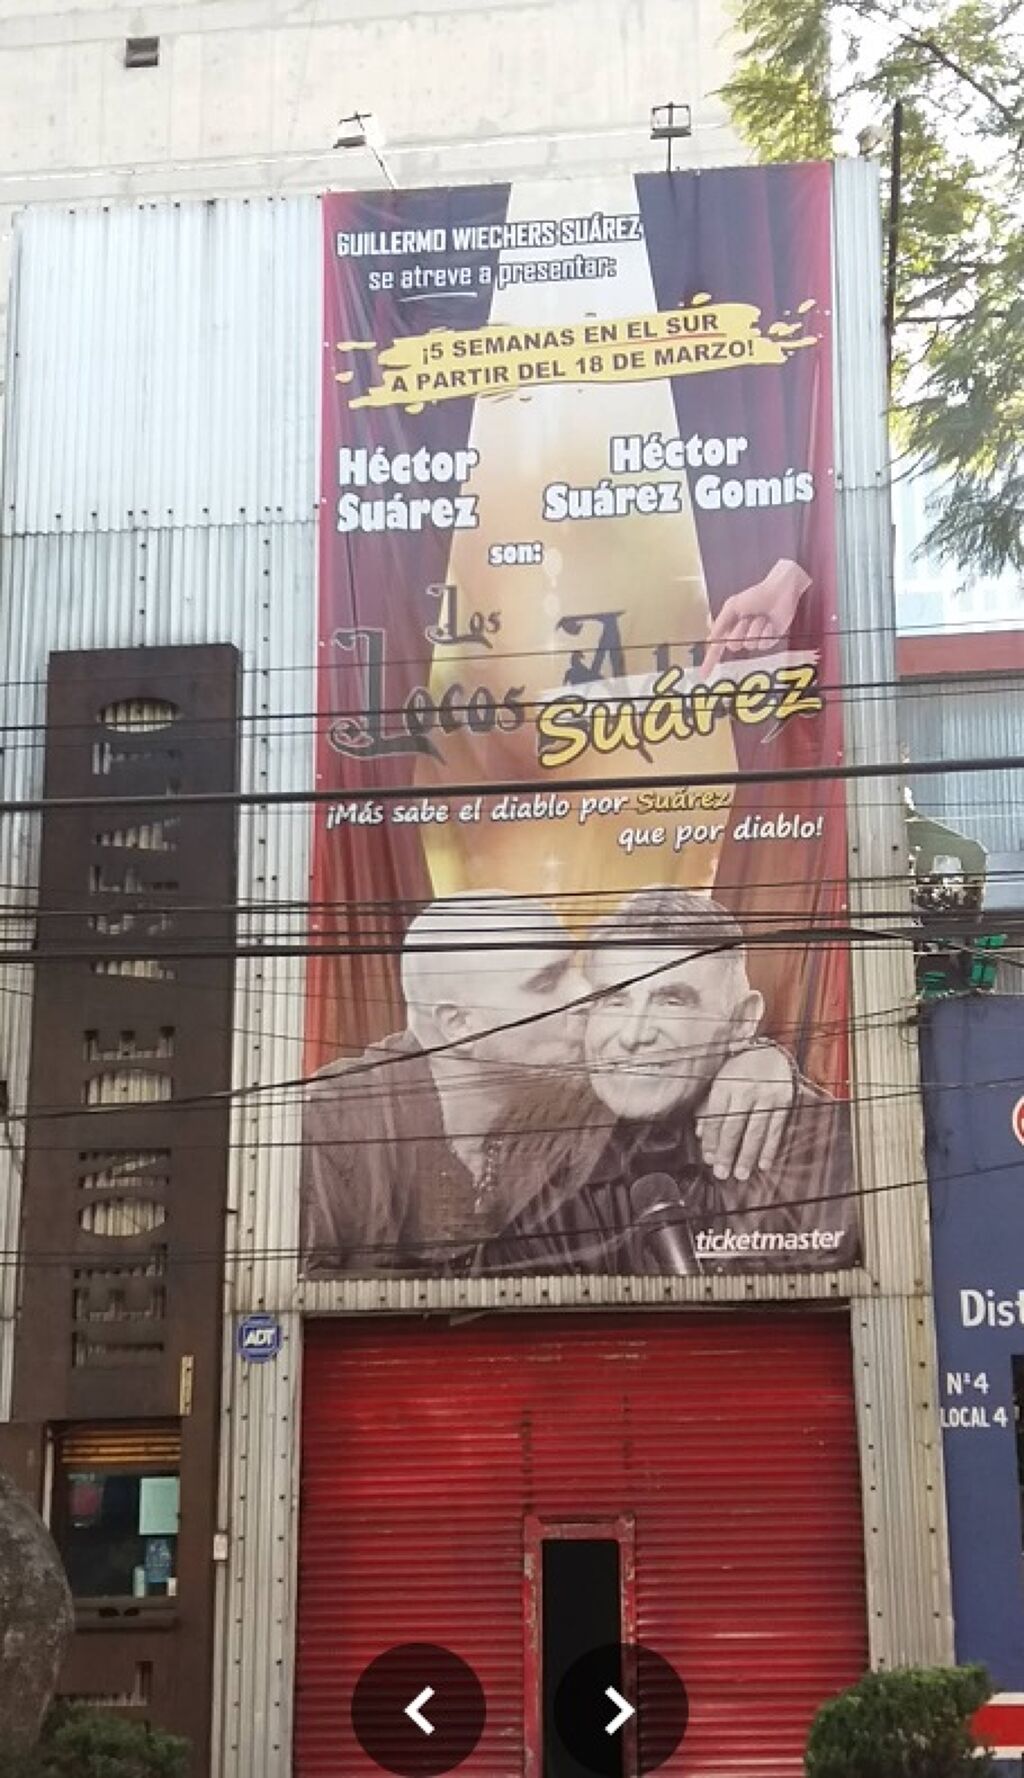 GUILLERMO WIECHERS SUÁREZ
se atreve a presentar:
¡5 SEMANAS EN EL SUR
A PARTIR DEL 18 DE MARZO!
Héctor
Suárez
Héctor
Suárez Gomís
son:
Los
Locos
Suárez
¡Más sabe el diablo por Suárez
que por diablo!
ticketmaster
ADT
Dist
Nº4
LOCAL 4